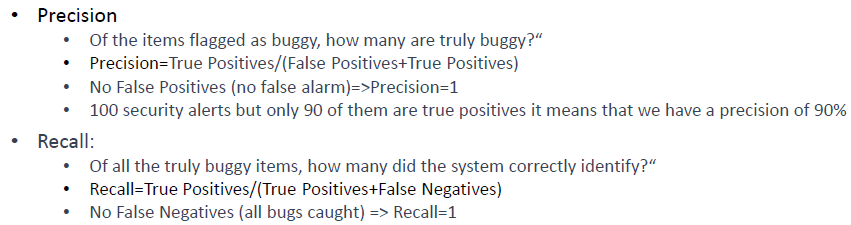 • Precision
• Of the items flagged as buggy, how many are truly buggy?“
• Precision=True Positives/(False Positives+True Positives)
• No False Positives (no false alarm)=>Precision=1
• 100 security alerts but only 90 of them are true positives it means that we have a precision of 90%
• Recall:
• Of all the truly buggy items, how many did the system correctly identify?“
• Recall=True Positives/(True Positives+False Negatives)
• No False Negatives (all bugs caught) => Recall=1